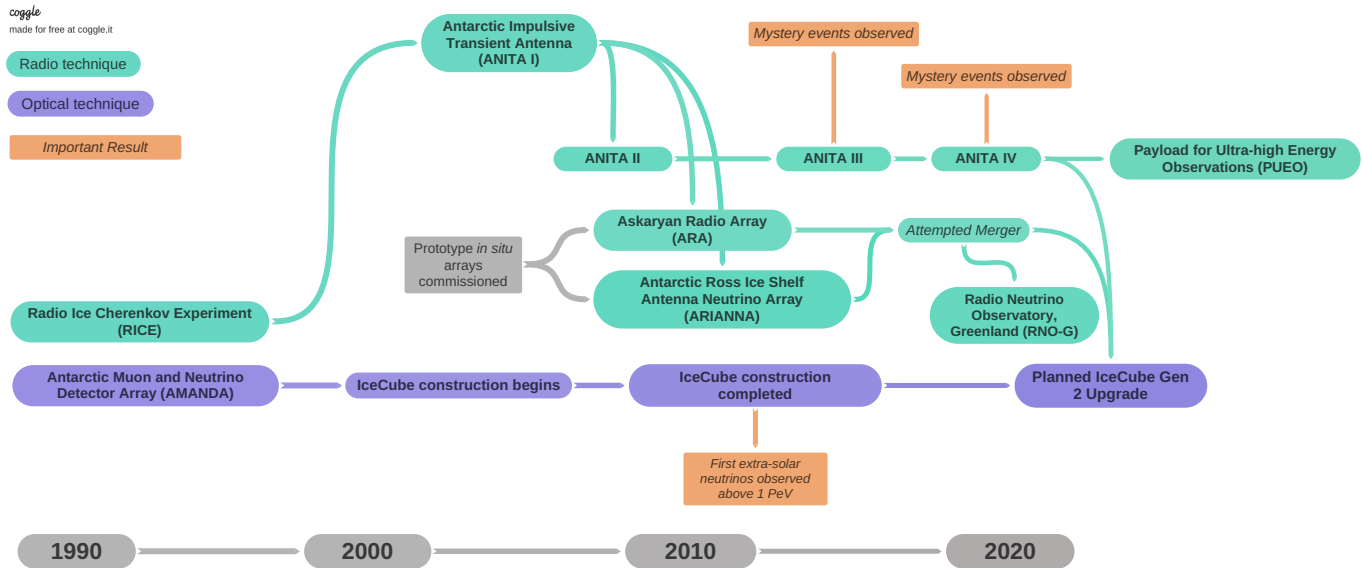 coggle
made for free at coggle.it
Radio technique
Optical technique
Important Result
Antarctic Impulsive
Transient Antenna
(ANITA I)
Mystery events observed
Mystery events observed
ANITA II
ANITA III
ANITA IV
Payload for Ultra-high Energy
Observations (PUEO)
Prototype in situ
arrays
commissioned
Askaryan Radio Array
(ARA)
Attempted Merger
Antarctic Ross Ice Shelf
Antenna Neutrino Array
(ARIANNA)
Radio Neutrino
Observatory,
Greenland (RNO-G)
Radio Ice Cherenkov Experiment
(RICE)
Antarctic Muon and Neutrino
Detector Array (AMANDA)
IceCube construction begins
IceCube construction
completed
Planned IceCube Gen
2 Upgrade
First extra-solar
neutrinos observed
above 1 PeV
1990
2000
2010
2020